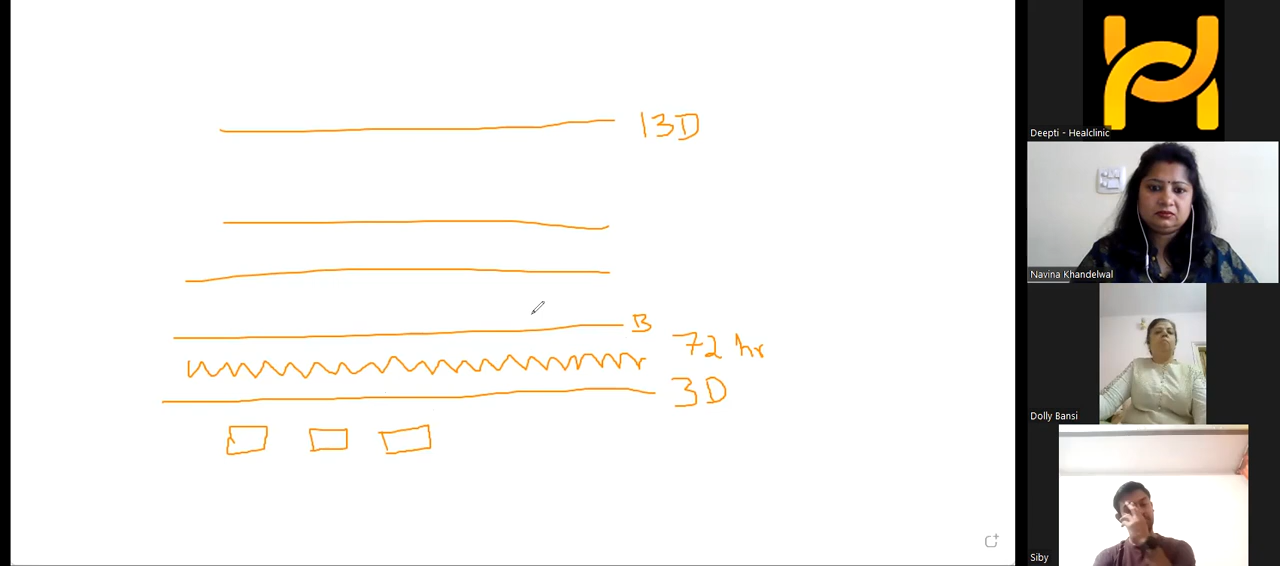 13D
B
72 hr
3D
Deepti - Healclinic
Navina Khandelwal
Dolly Bansi
Siby